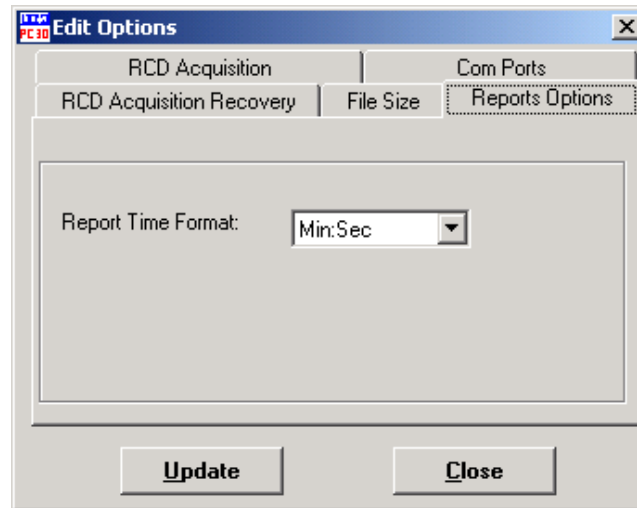 PC3D Edit Options
RCD Acquisition Com Ports
RCD Acquisition Recovery File Size Reports Options
Report Time Format: Min:Sec
Update Close